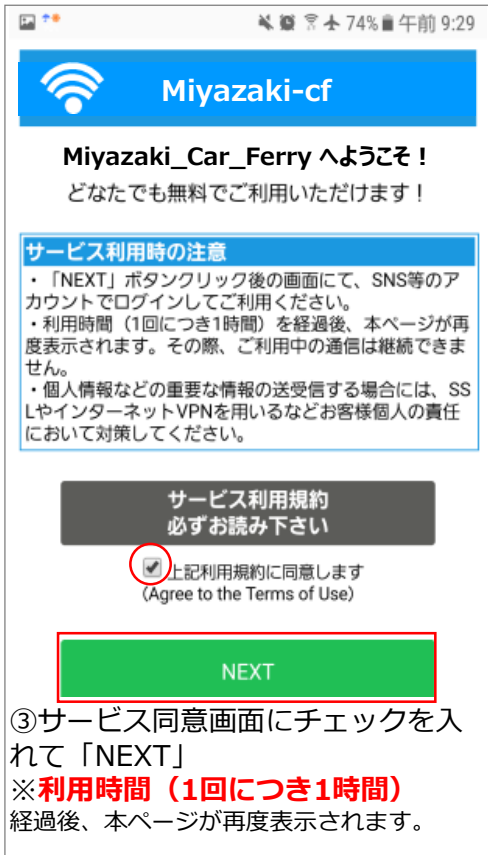 74% 午前 9:29
Miyazaki-cf
Miyazaki_Car_Ferry へようこそ！
どなたでも無料でご利用いただけます！
サービス利用時の注意
・「NEXT」ボタンクリック後の画面にて、SNS等のア
カウントでログインしてご利用ください。
・利用時間（1回につき1時間）を経過後、本ページが再
度表示されます。その際、ご利用中の通信は継続できま
せん。
・個人情報などの重要な情報の送受信する場合には、SS
LやインターネットVPNを用いるなどお客様個人の責任
において対策してください。
サービス利用規約
必ずお読み下さい
上記利用規約に同意します
(Agree to the Terms of Use)
NEXT
③サービス同意画面にチェックを入
れて「NEXT」
※利用時間（1回につき1時間）
経過後、本ページが再度表示されます。